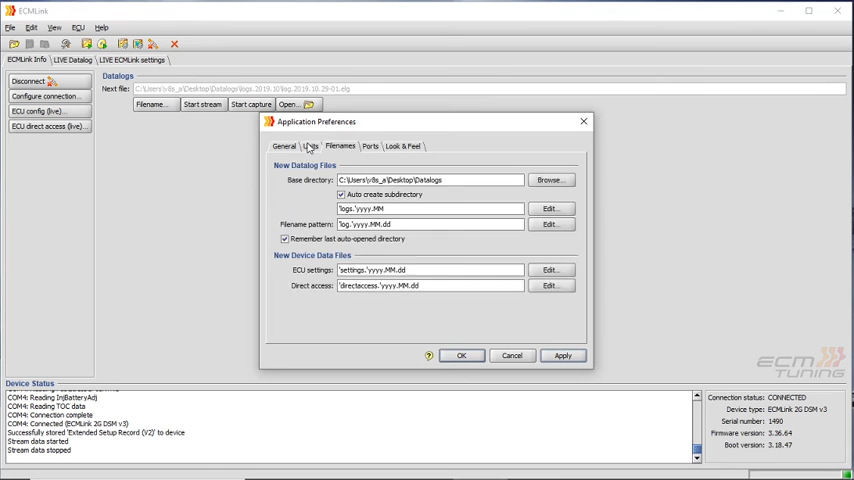 ECMLink
File Edit View ECU Help
ECMLink Info LIVE Datalog LIVE ECMLink settings
Disconnect
Configure connection...
ECU config (live)...
ECU direct access (live)...
Datalogs
Next file: C:\Users\v8s_a\Desktop\Datalogs\logs.2019.10\log.2019.10.29-01.elg
Filename... Start stream Start capture Open...
Application Preferences
General Units Filenames Ports Look & Feel
New Datalog Files
Base directory: C:\Users\v8s_a\Desktop\Datalogs Browse...
Auto create subdirectory
'logs.'yyyy.MM Edit...
Filename pattern: 'log.'yyyy.MM.dd Edit...
Remember last auto-opened directory
New Device Data Files
ECU settings: 'settings.'yyyy.MM.dd Edit...
Direct access: 'directaccess.'yyyy.MM.dd Edit...
OK Cancel Apply
ECM
TUNING
Device Status
COM4: Reading InjBatteryAdj
COM4: Reading TOC data
COM4: Connection complete
COM4: Connected (ECMLink 2G DSM v3)
Successfully stored 'Extended Setup Record (V2)' to device
Stream data started
Stream data stopped
Connection status: CONNECTED
Device type: ECMLink 2G DSM v3
Serial number: 1490
Firmware version: 3.36.64
Boot version: 3.18.47